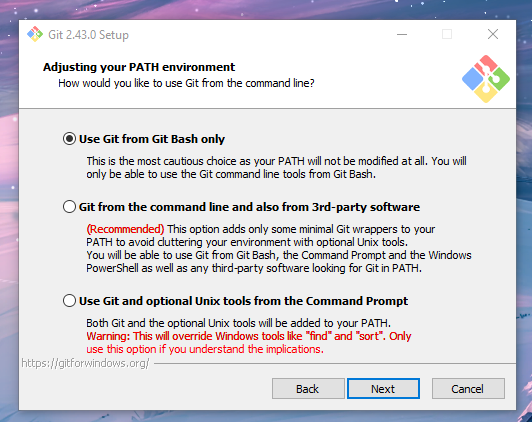 Git 2.43.0 Setup
Adjusting your PATH environment
How would you like to use Git from the command line?
Use Git from Git Bash only
This is the most cautious choice as your PATH will not be modified at all. You will
only be able to use the Git command line tools from Git Bash.
Git from the command line and also from 3rd-party software
(Recommended) This option adds only some minimal Git wrappers to your
PATH to avoid cluttering your environment with optional Unix tools.
You will be able to use Git from Git Bash, the Command Prompt and the Windows
PowerShell as well as any third-party software looking for Git in PATH.
Use Git and optional Unix tools from the Command Prompt
Both Git and the optional Unix tools will be added to your PATH.
Warning: This will override Windows tools like "find" and "sort". Only
use this option if you understand the implications.
https://gitforwindows.org/
Back Next Cancel